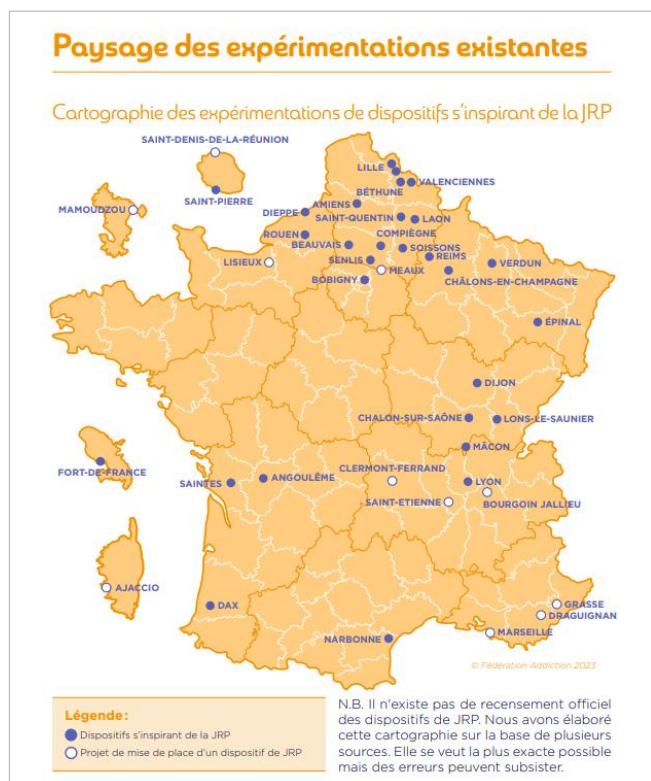 Paysage des expérimentations existantes
Cartographie des expérimentations de dispositifs s'inspirant de la JRP
SAINT-DENIS-DE-LA-RÉUNION
LILLE
VALENCIENNES
BÉTHUNE
SAINT-PIERRE
MAMOUDZOU
DIEPPE
AMIENS
SAINT-QUENTIN
LAON
ROUEN
COMPIÈGNE
BEAUVAIS
SOISSONS
LISIEUX
SENLIS
REIMS
VERDUN
MEAUX
BOBIGNY
CHÂLONS-EN-CHAMPAGNE
ÉPINAL
DIJON
CHALON-SUR-SAÔNE
LONS-LE-SAUNIER
MÂCON
FORT-DE-FRANCE
CLERMONT-FERRAND
SAINTES
ANGOULÊME
LYON
SAINT-ETIENNE
BOURGOIN JALLIEU
AJACCIO
DAX
GRASSE
DRAGUIGNAN
MARSEILLE
NARBONNE
© Fédération Addiction 2023
Légende :
Dispositifs s'inspirant de la JRP
Projet de mise de place d'un dispositif de JRP
N.B. Il n'existe pas de recensement officiel
des dispositifs de JRP. Nous avons élaboré
cette cartographie sur la base de plusieurs
sources. Elle se veut la plus exacte possible
mais des erreurs peuvent subsister.